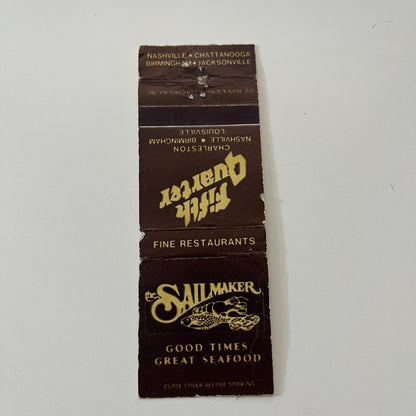 NASHVILLE • CHATTANOOGA
BIRMINGHAM • JACKSONVILLE
CHARLESTON
NASHVILLE • BIRMINGHAM
LOUISVILLE
Fifth
Quarter
FINE RESTAURANTS
the SAILMAKER
GOOD TIMES
GREAT SEAFOOD
CLOSE COVER BEFORE STRIKING